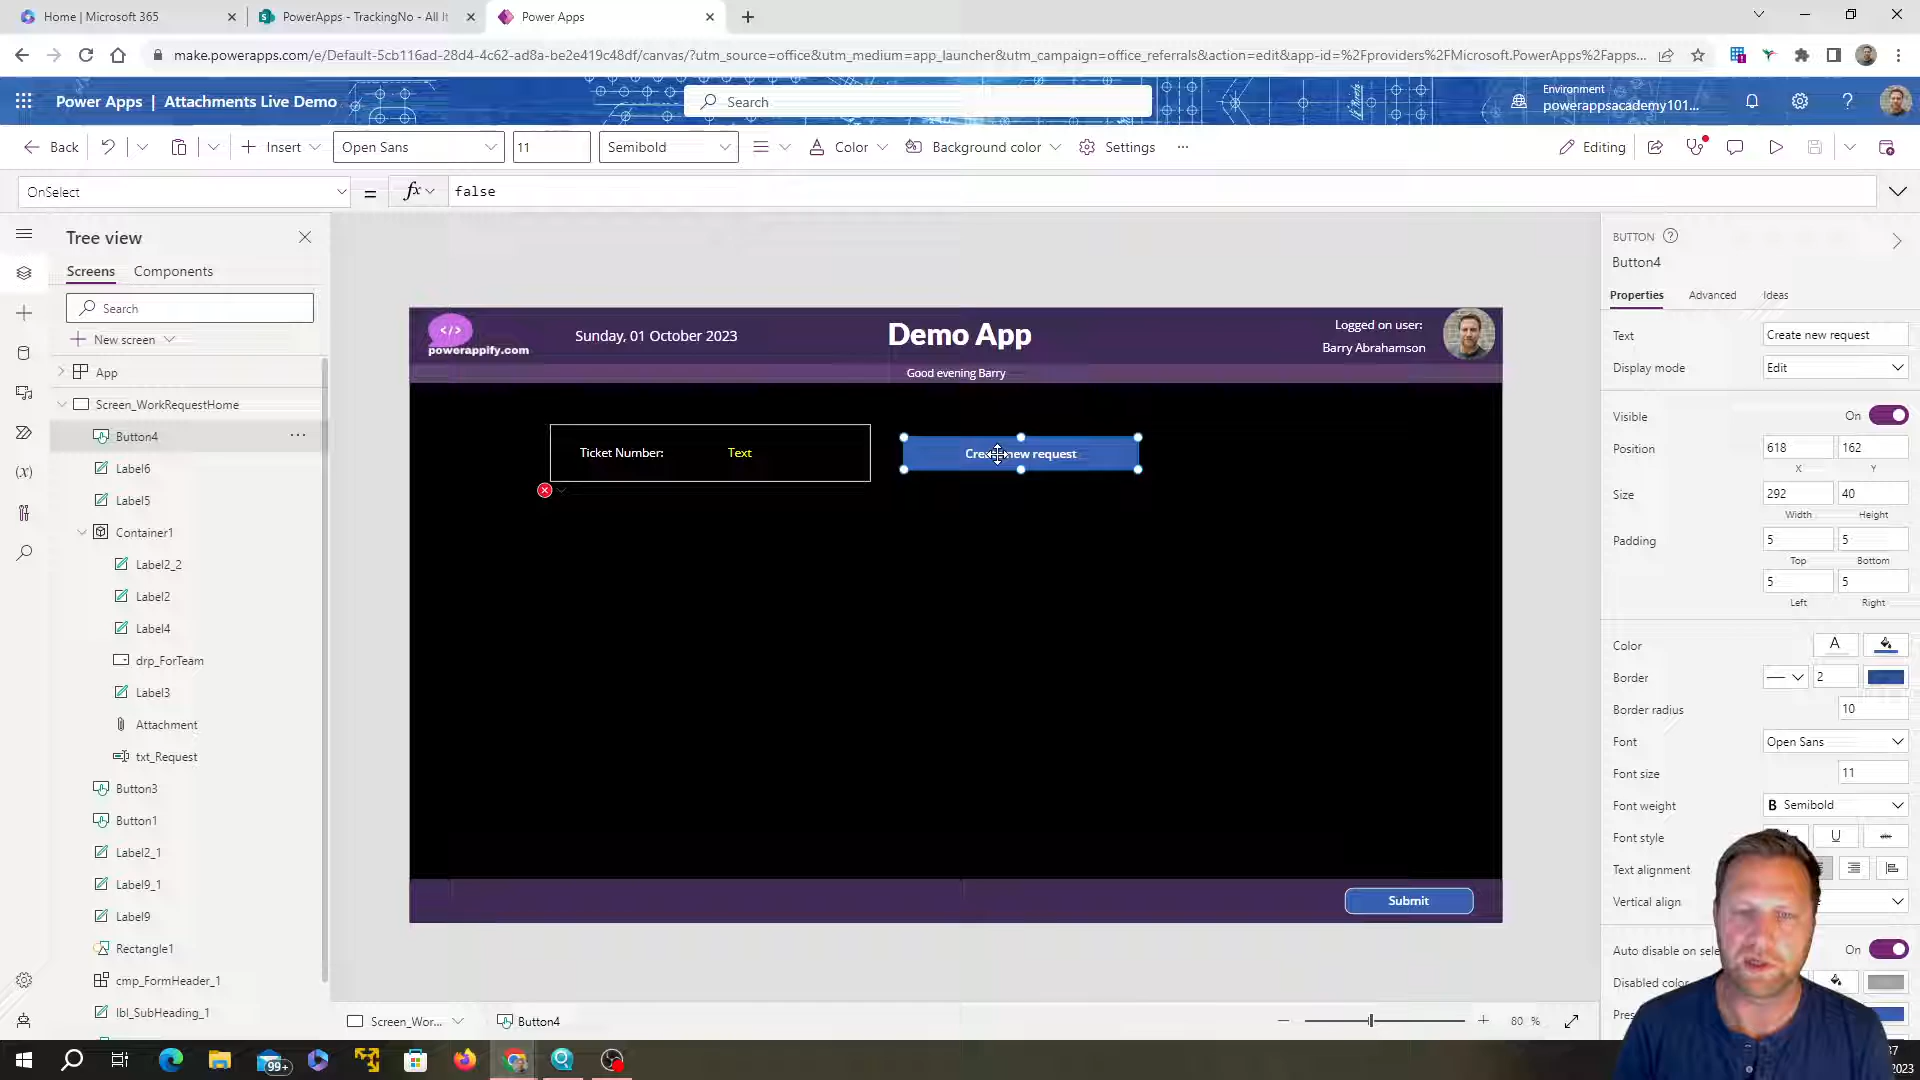 Home | Microsoft 365
PowerApps - TrackingNo - All It
Power Apps
make.powerapps.com/e/Default-5cb116ad-28d4-4c62-ad8a-be2e419c48df/canvas/?utm_source=office&utm_medium=app_launcher&utm_campaign=office_referrals&action=edit&app-id=%2Fproviders%2FMicrosoft.PowerApps%2Fapps...
Power Apps | Attachments Live Demo
Search
Environment
powerappsacademy101...
Back
Insert
Open Sans
11
Semibold
Color
Background color
Settings
Editing
OnSelect
= fx false
Tree view
Screens Components
Search
New screen
App
Screen_WorkRequestHome
Button4
Label6
Label5
Container1
Label2_2
Label2
Label4
drp_ForTeam
Label3
Attachment
txt_Request
Button3
Button1
Label2_1
Label9_1
Label9
Rectangle1
cmp_FormHeader_1
lbl_SubHeading_1
</>
powerappify.com
Sunday, 01 October 2023
Demo App
Logged on user:
Barry Abrahamson
Good evening Barry
Ticket Number: Text
Create new request
Submit
Screen_Wor...
Button4
80 %
BUTTON
Button4
Properties Advanced Ideas
Text Create new request
Display mode Edit
Visible On
Position 618 162
X Y
Size 292 40
Width Height
Padding 5 5
Top Bottom
5 5
Left Right
Color A
Border 2
Border radius 10
Font Open Sans
Font size 11
Font weight B Semibold
Font style U
Text alignment
Vertical align
Auto disable on sele On
Disabled color
Pres
99+
37
2023